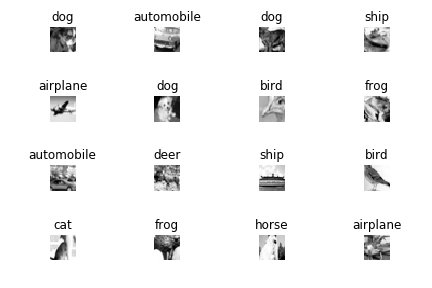 dog automobile dog ship
airplane dog bird frog
automobile deer ship bird
cat frog horse airplane